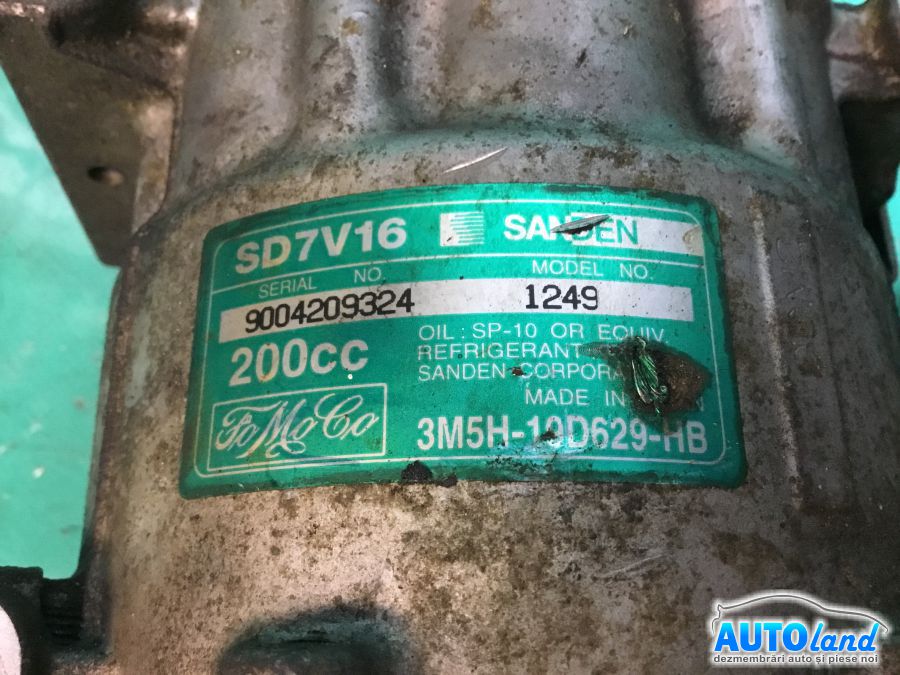 AUTOland
dezmembrări auto și piese noi
SD7V16 SANDEN
SERIAL NO. MODEL NO.
9004209324 1249
200cc
OIL: SP-10 OR EQUIV.
REFRIGERANT
SANDEN CORPORA
MADE IN
FoMoCo
3M5H-19D629-HB